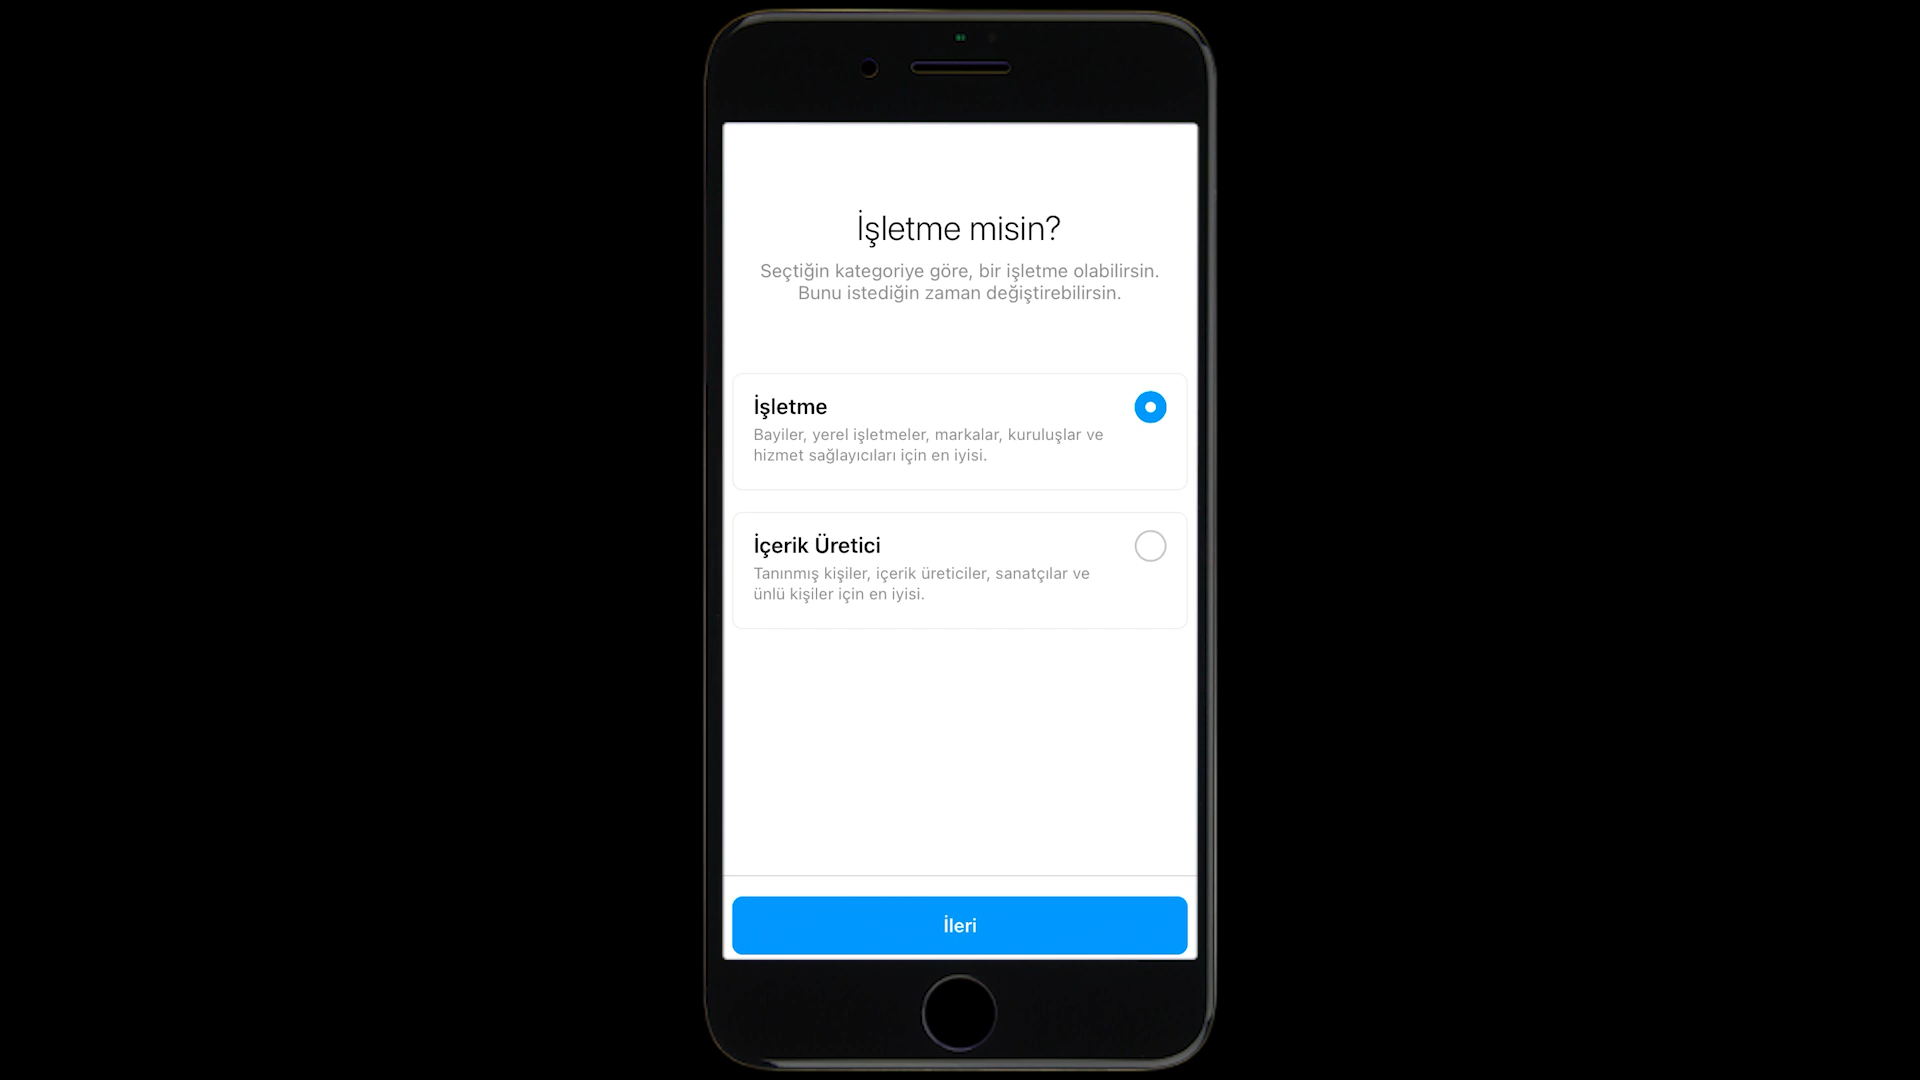 İşletme misin?
Seçtiğin kategoriye göre, bir işletme olabilirsin.
Bunu istediğin zaman değiştirebilirsin.
İşletme
Bayiler, yerel işletmeler, markalar, kuruluşlar ve
hizmet sağlayıcıları için en iyisi.
İçerik Üretici
Tanınmış kişiler, içerik üreticiler, sanatçılar ve
ünlü kişiler için en iyisi.
İleri